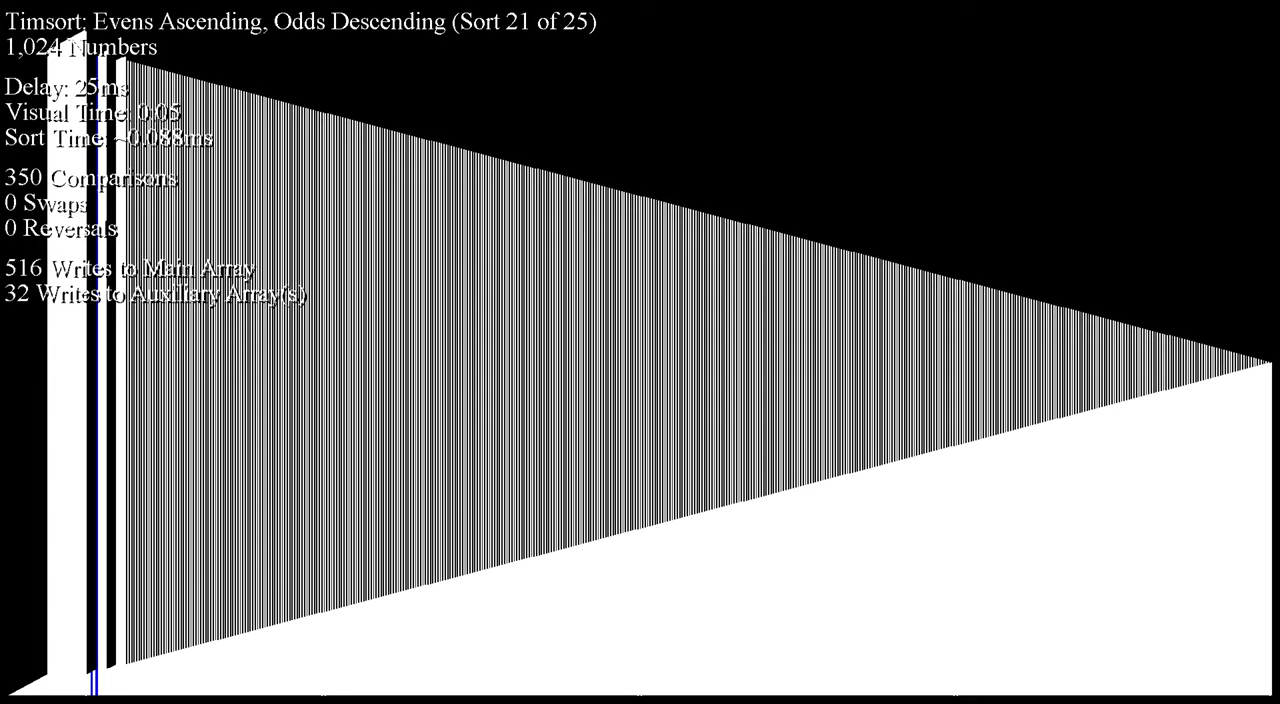 Timsort: Evens Ascending, Odds Descending (Sort 21 of 25)
1,024 Numbers
Delay: 25ms
Visual Time: 0:05
Sort Time: ~0.088ms
350 Comparisons
0 Swaps
0 Reversals
516 Writes to Main Array
32 Writes to Auxiliary Array(s)